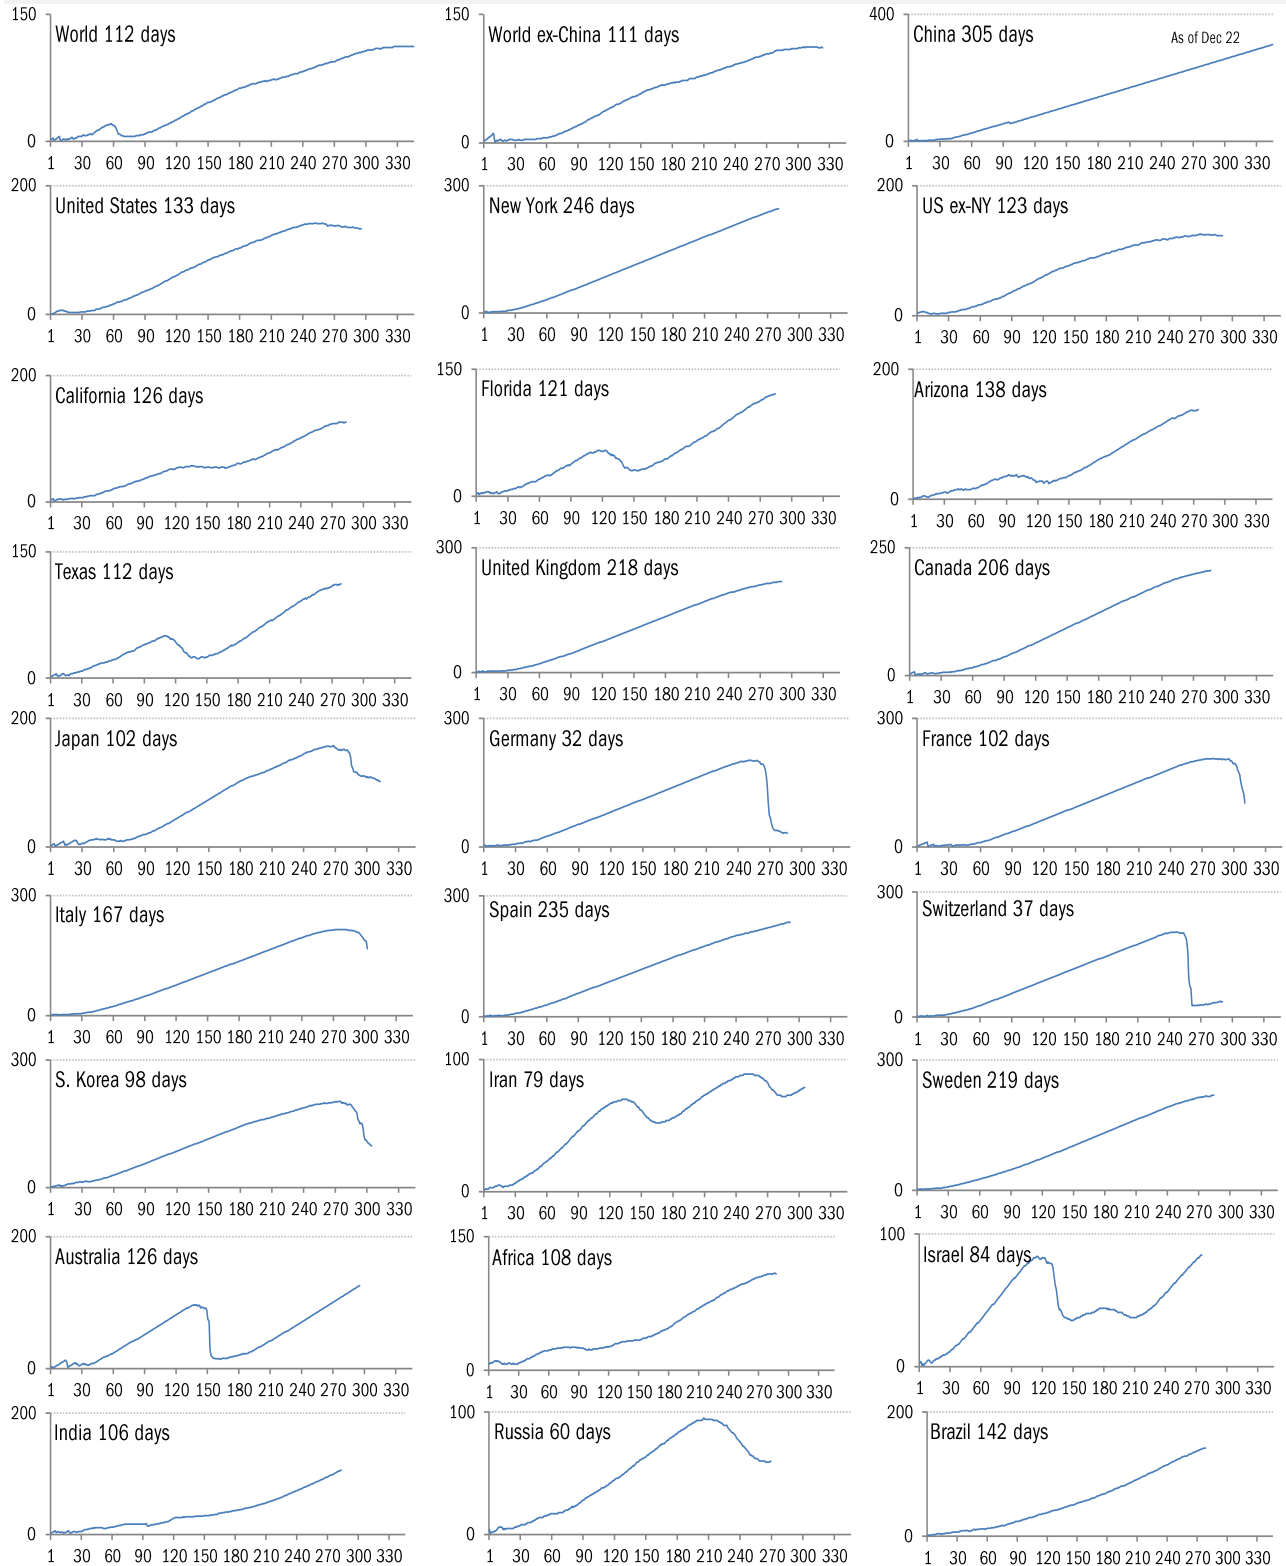 150
World 112 days
0
1 30 60 90 120 150 180 210 240 270 300 330
150
World ex-China 111 days
0
1 30 60 90 120 150 180 210 240 270 300 330
400
China 305 days
As of Dec 22
0
1 30 60 90 120 150 180 210 240 270 300 330
200
United States 133 days
0
1 30 60 90 120 150 180 210 240 270 300 330
300
New York 246 days
0
1 30 60 90 120 150 180 210 240 270 300 330
200
US ex-NY 123 days
0
1 30 60 90 120 150 180 210 240 270 300 330
200
California 126 days
0
1 30 60 90 120 150 180 210 240 270 300 330
150
Florida 121 days
0
1 30 60 90 120 150 180 210 240 270 300 330
200
Arizona 138 days
0
1 30 60 90 120 150 180 210 240 270 300 330
150
Texas 112 days
0
1 30 60 90 120 150 180 210 240 270 300 330
300
United Kingdom 218 days
0
1 30 60 90 120 150 180 210 240 270 300 330
250
Canada 206 days
0
1 30 60 90 120 150 180 210 240 270 300 330
200
Japan 102 days
0
1 30 60 90 120 150 180 210 240 270 300 330
300
Germany 32 days
0
1 30 60 90 120 150 180 210 240 270 300 330
300
France 102 days
0
1 30 60 90 120 150 180 210 240 270 300 330
300
Italy 167 days
0
1 30 60 90 120 150 180 210 240 270 300 330
300
Spain 235 days
0
1 30 60 90 120 150 180 210 240 270 300 330
300
Switzerland 37 days
0
1 30 60 90 120 150 180 210 240 270 300 330
300
S. Korea 98 days
0
1 30 60 90 120 150 180 210 240 270 300 330
100
Iran 79 days
0
1 30 60 90 120 150 180 210 240 270 300 330
300
Sweden 219 days
0
1 30 60 90 120 150 180 210 240 270 300 330
200
Australia 126 days
0
1 30 60 90 120 150 180 210 240 270 300 330
150
Africa 108 days
0
1 30 60 90 120 150 180 210 240 270 300 330
100
Israel 84 days
0
1 30 60 90 120 150 180 210 240 270 300 330
200
India 106 days
0
1 30 60 90 120 150 180 210 240 270 300 330
100
Russia 60 days
0
1 30 60 90 120 150 180 210 240 270 300 330
200
Brazil 142 days
0
1 30 60 90 120 150 180 210 240 270 300 330